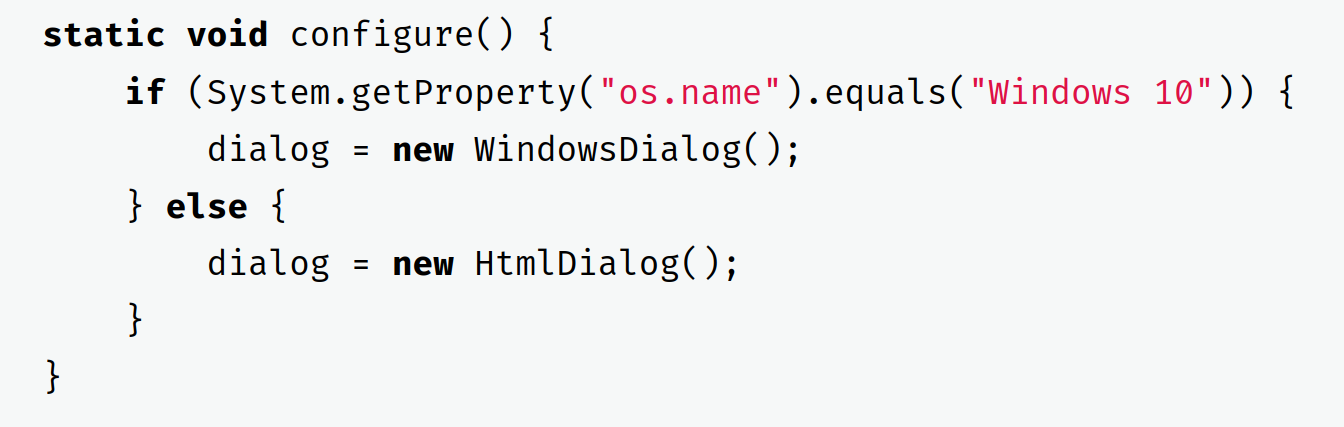 static void configure() {
    if (System.getProperty("os.name").equals("Windows 10")) {
        dialog = new WindowsDialog();
    } else {
        dialog = new HtmlDialog();
    }
}